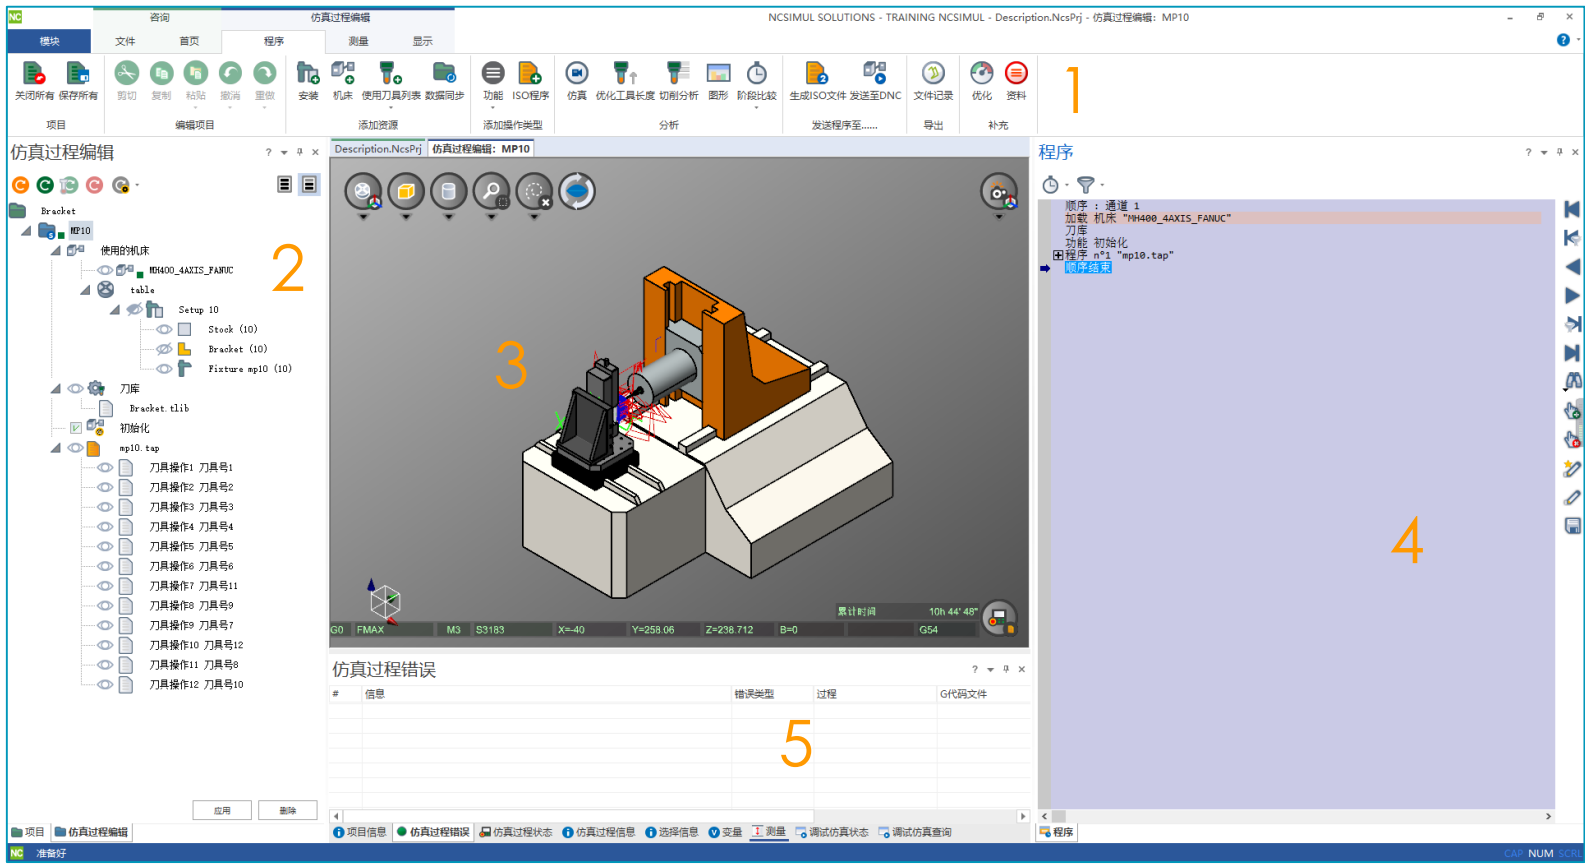 NC
咨询
仿真过程编辑
NCSIMUL SOLUTIONS - TRAINING NCSIMUL - Description.NcsPrj - 仿真过程编辑：MP10
模块 文件 首页 程序 测量 显示
关闭所有 保存所有 剪切 复制 粘贴 撤消 重做 安装 机床 使用刀具列表 数据同步 功能 ISO程序 仿真 优化工具长度 切削分析 图形 阶段比较 生成ISO文件 发送至DNC 文件记录 优化 资料
项目 编辑项目 添加资源 添加操作类型 分析 发送程序至...... 导出 补充
1
仿真过程编辑
Bracket
MP10
使用的机床
MH400_4AXIS_FANUC
table
Setup 10
Stock (10)
Bracket (10)
Fixture mp10 (10)
刀库
Bracket.tlib
初始化
mp10.tap
刀具操作1 刀具号1
刀具操作2 刀具号2
刀具操作3 刀具号3
刀具操作4 刀具号4
刀具操作5 刀具号5
刀具操作6 刀具号6
刀具操作7 刀具号11
刀具操作8 刀具号9
刀具操作9 刀具号7
刀具操作10 刀具号12
刀具操作11 刀具号8
刀具操作12 刀具号10
2
应用 删除
项目 仿真过程编辑
Description.NcsPrj 仿真过程编辑：MP10
3
累计时间 10h 44' 48"
G0 FMAX M3 S3183 X=-40 Y=258.06 Z=238.712 B=0 G54
仿真过程错误
# 信息 错误类型 过程 G代码文件
5
项目信息 仿真过程错误 仿真过程状态 仿真过程信息 选择信息 变量 测量 调试仿真状态 调试仿真查询
程序
顺序 : 通道 1
加载 机床 "MH400_4AXIS_FANUC"
刀库
功能 初始化
程序 n°1 "mp10.tap"
顺序结束
4
程序
NC 准备好
CAP NUM SCRL